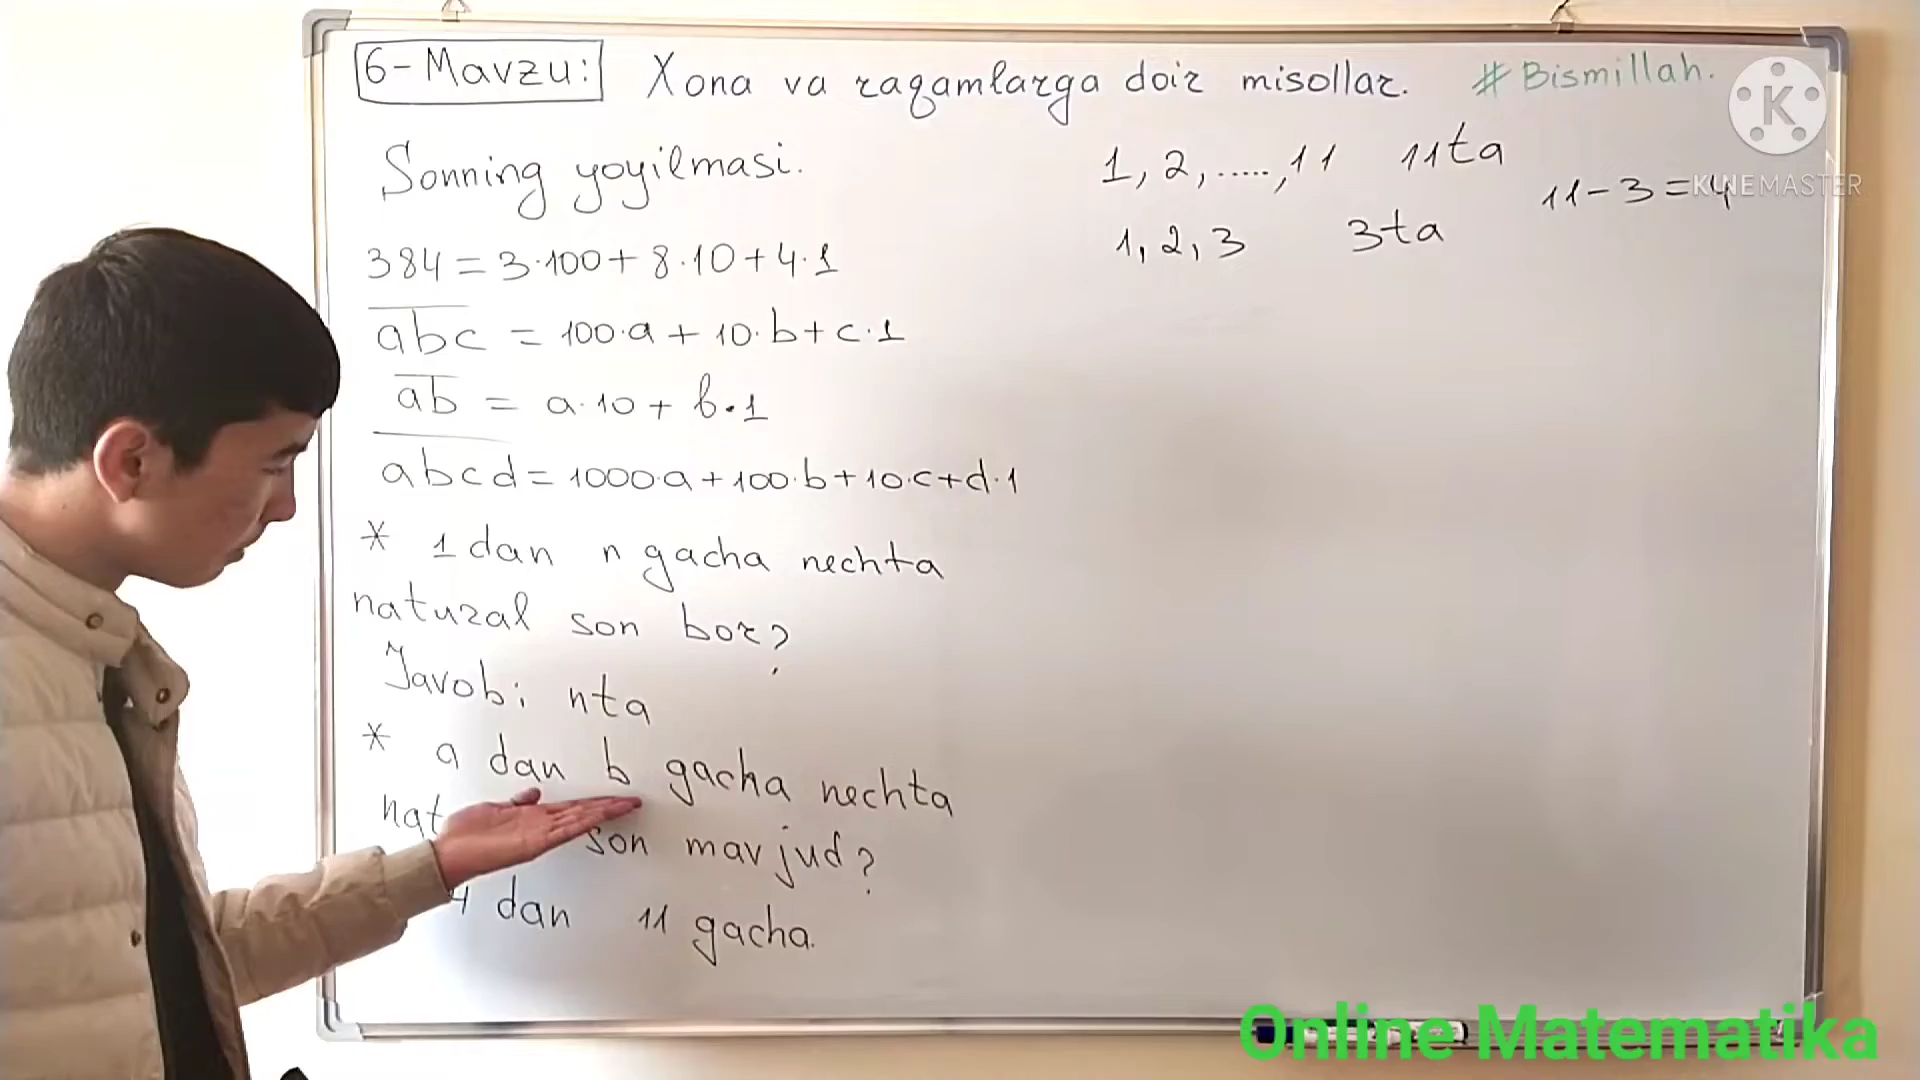 6-Mavzu: Xona va raqamlarga doir misollar. #Bismillah.
Sonning yoyilmasi.
384=3·100+8·10+4·1
abc = 100·a+10·b+c·1
ab = a·10+b·1
abcd=1000·a+100·b+10·c+d·1
* 1 dan n gacha nechta
natural son bor?
Javob: nta
* a dan b gacha nechta
nat son mavjud?
4 dan 11 gacha.
1, 2, ....., 11 11ta
1, 2, 3 3ta
11-3=
K
KINEMASTER
Online Matematika